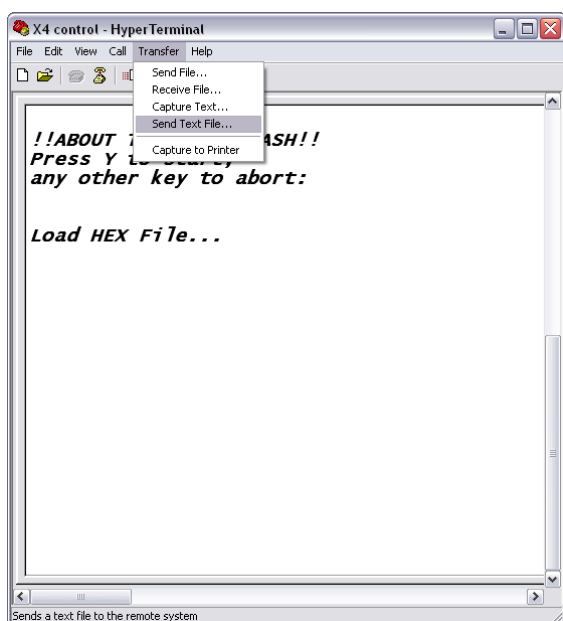 X4 control - HyperTerminal
File Edit View Call Transfer Help
Send File...
Receive File...
Capture Text...
Send Text File...
Capture to Printer
!!ABOUT ASH!!
Press Y to start,
any other key to abort:
Load HEX File...
Sends a text file to the remote system